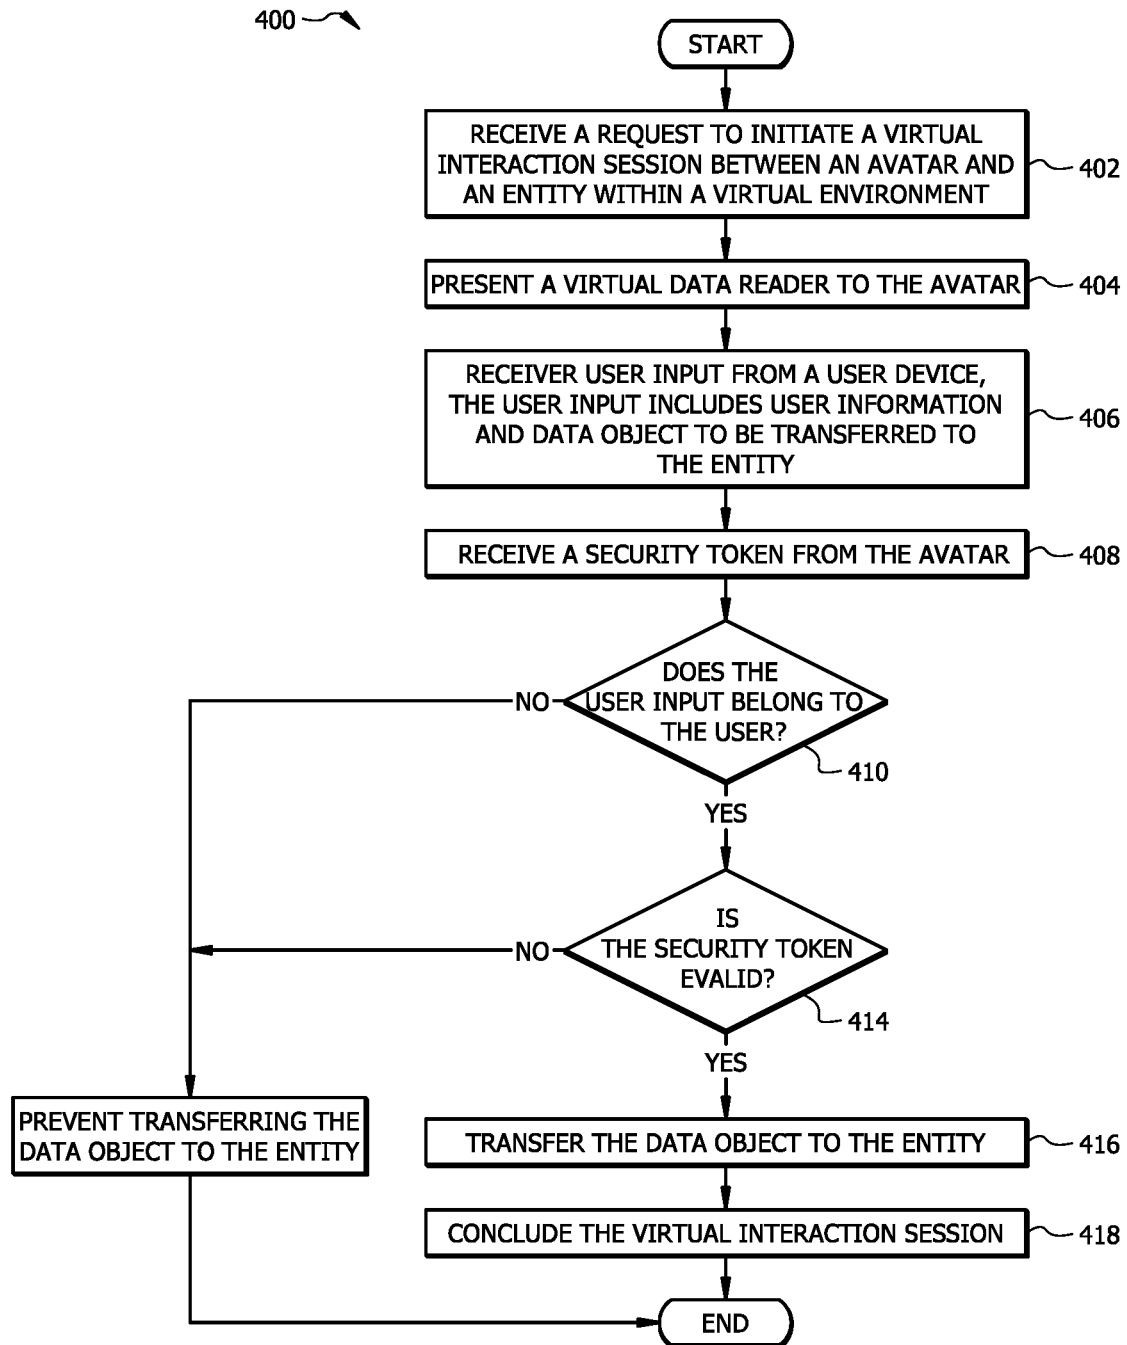 400
START
RECEIVE A REQUEST TO INITIATE A VIRTUAL
INTERACTION SESSION BETWEEN AN AVATAR AND
AN ENTITY WITHIN A VIRTUAL ENVIRONMENT
402
PRESENT A VIRTUAL DATA READER TO THE AVATAR
404
RECEIVER USER INPUT FROM A USER DEVICE,
THE USER INPUT INCLUDES USER INFORMATION
AND DATA OBJECT TO BE TRANSFERRED TO
THE ENTITY
406
RECEIVE A SECURITY TOKEN FROM THE AVATAR
408
DOES THE
USER INPUT BELONG TO
THE USER?
NO
410
YES
IS
THE SECURITY TOKEN
EVALID?
NO
414
YES
PREVENT TRANSFERRING THE
DATA OBJECT TO THE ENTITY
TRANSFER THE DATA OBJECT TO THE ENTITY
416
CONCLUDE THE VIRTUAL INTERACTION SESSION
418
END